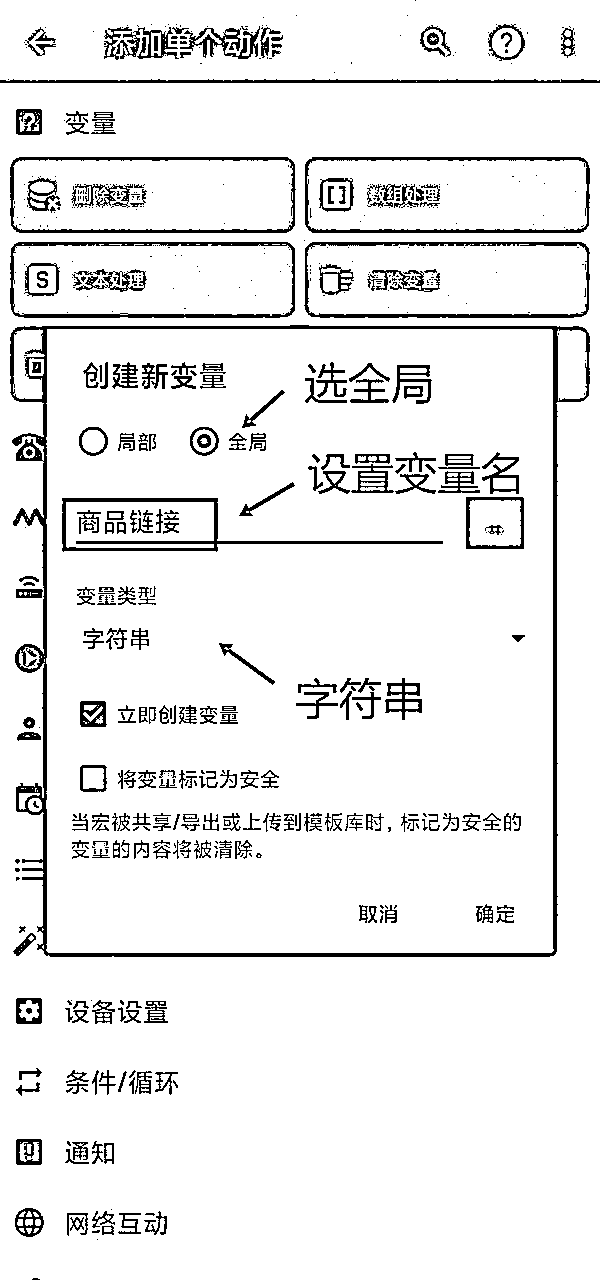 添加单个动作
变量
删除变量
数组处理
S 文本处理
清除变量
创建新变量
选全局
局部
全局
设置变量名
商品链接
变量类型
字符串
字符串
立即创建变量
将变量标记为安全
当宏被共享/导出或上传到模板库时，标记为安全的
变量的内容将被清除。
取消
确定
设备设置
条件/循环
通知
网络互动